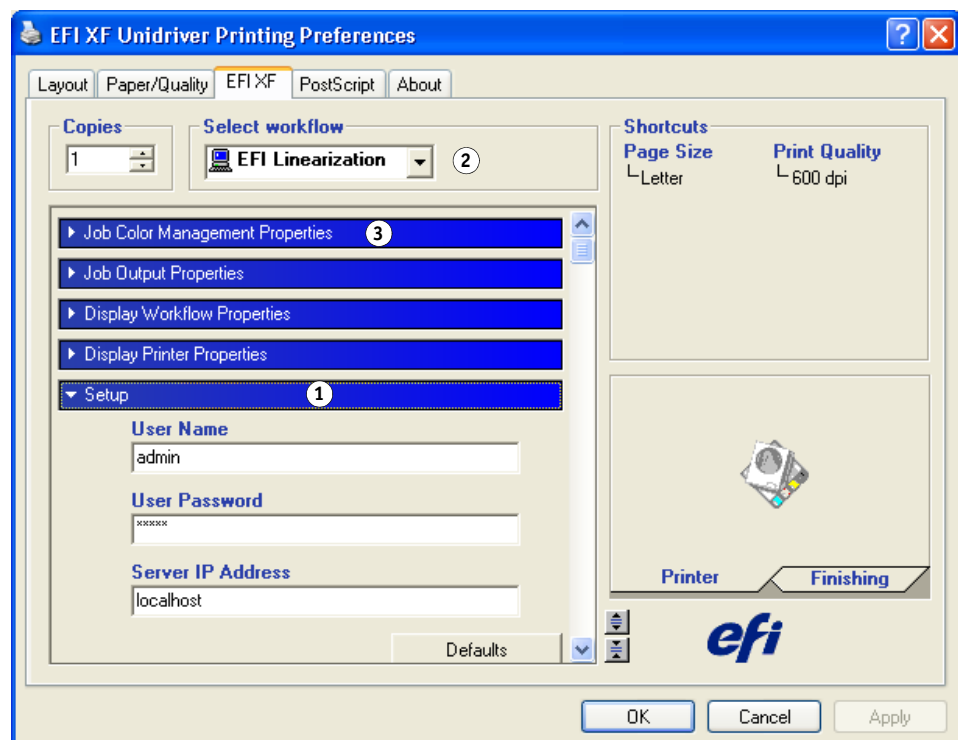 EFI XF Unidriver Printing Preferences
Layout Paper/Quality EFI XF PostScript About
Copies
1
Select workflow
EFI Linearization
2
Shortcuts
Page Size Print Quality
Letter 600 dpi
Job Color Management Properties 3
Job Output Properties
Display Workflow Properties
Display Printer Properties
Setup 1
User Name
admin
User Password
*****
Server IP Address
localhost
Defaults
Printer Finishing
efi
OK Cancel Apply